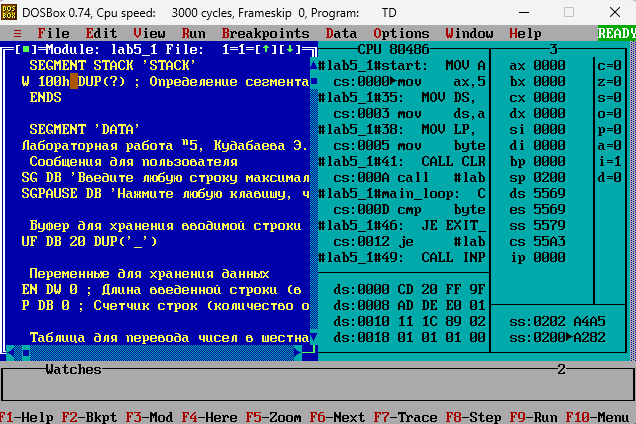 DOSBox 0.74, Cpu speed: 3000 cycles, Frameskip 0, Program: TD
≡ File Edit View Run Breakpoints Data Options Window Help READY
[■]=Module: lab5_1 File: 1=1=[↑][↓]
SEGMENT STACK 'STACK'
W 100h DUP(?) ; Определение сегмента
ENDS
SEGMENT 'DATA'
Лабораторная работа №5, Кудабаева Э.
Сообщения для пользователя
SG DB 'Введите любую строку максимал
SGPAUSE DB 'Нажмите любую клавишу, ч
Буфер для хранения вводимой строки
UF DB 20 DUP('_')
Переменные для хранения данных
EN DW 0 ; Длина введенной строки (в
P DB 0 ; Счетчик строк (количество о
Таблица для перевода чисел в шестна
CPU 80486 3
#lab5_1#start: MOV A
cs:0000►mov ax,5
#lab5_1#35: MOV DS,
cs:0003 mov ds,a
#lab5_1#38: MOV LP,
cs:0005 mov byte
#lab5_1#41: CALL CLR
cs:000A call #lab
#lab5_1#main_loop: C
cs:000D cmp byte
#lab5_1#46: JE EXIT_
cs:0012 je #lab
#lab5_1#49: CALL INP
ax 0000 c=0
bx 0000 z=0
cx 0000 s=0
dx 0000 o=0
si 0000 p=0
di 0000 a=0
bp 0000 i=1
sp 0200 d=0
ds 5569
es 5569
ss 5579
cs 55A3
ip 0000
ds:0000 CD 20 FF 9F
ds:0008 AD DE E0 01
ds:0010 11 1C 89 02
ds:0018 01 01 01 00
ss:0202 A4A5
ss:0200►A282
Watches 2
F1-Help F2-Bkpt F3-Mod F4-Here F5-Zoom F6-Next F7-Trace F8-Step F9-Run F10-Menu